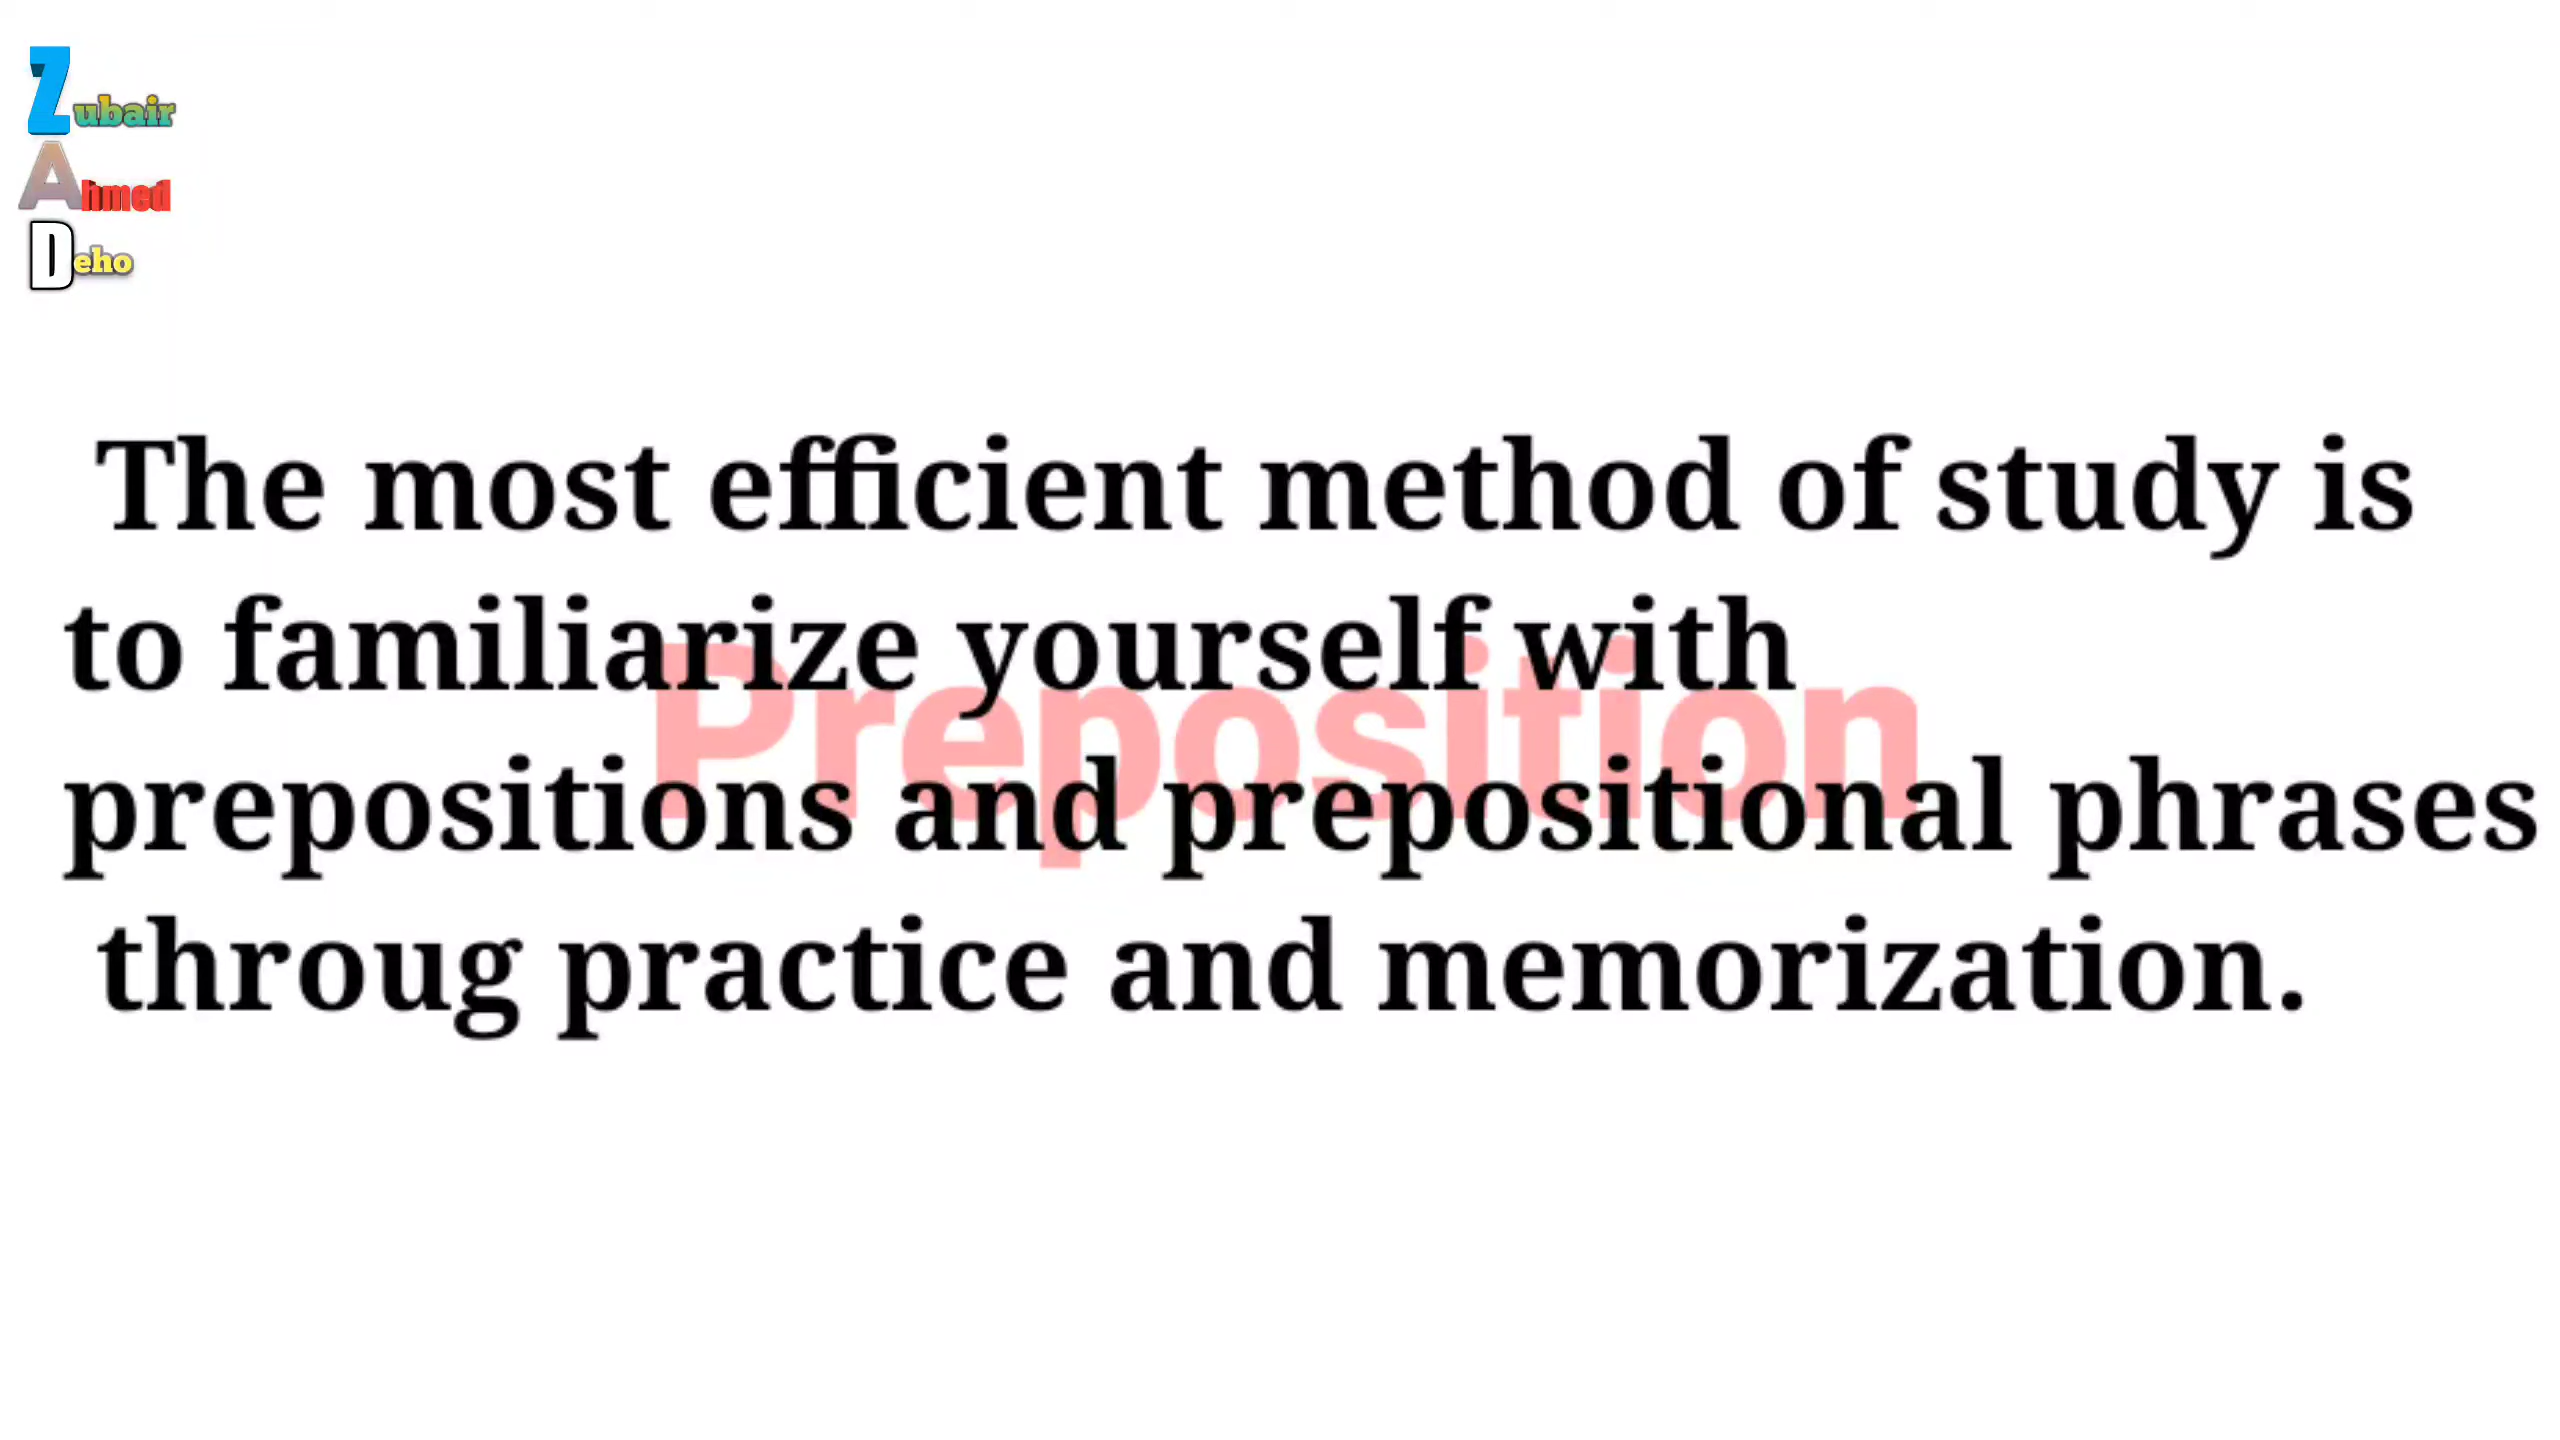 Zubair
Ahmed
Deho
The most efficient method of study is
to familiarize yourself with
Preposition
prepositions and prepositional phrases
throug practice and memorization.